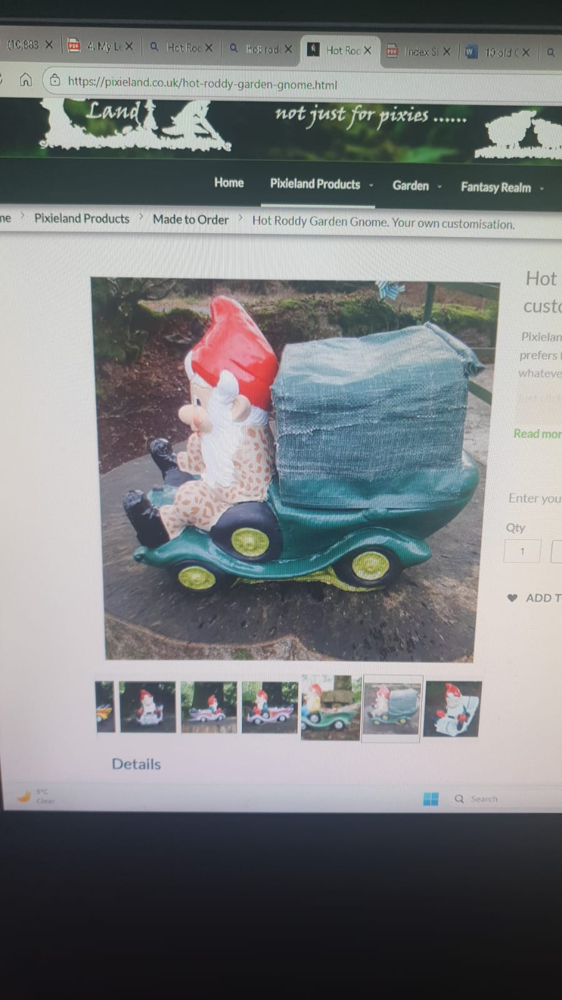 (10,883
4. My Le
Hot Roc
hot rod
Hot Roc
Index Si
10 old C
https://pixieland.co.uk/hot-roddy-garden-gnome.html
Land
not just for pixies ......
Home Pixieland Products Garden Fantasy Realm
me > Pixieland Products > Made to Order > Hot Roddy Garden Gnome. Your own customisation.
Hot
custo
Pixielan
prefers t
whateve
Read mor
Enter you
Qty
1
ADD T
Details
Clear
Search